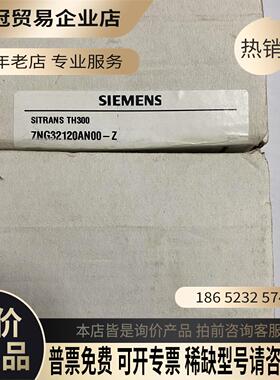 冠贸易企业店
年老店 专业服务
热销
SIEMENS
SITRANS TH300
7NG32120AN00-Z
186 5232 574
价
品
本店皆是询价产品 拍前咨询客服
普票免费 可开专票 稀缺型号请咨